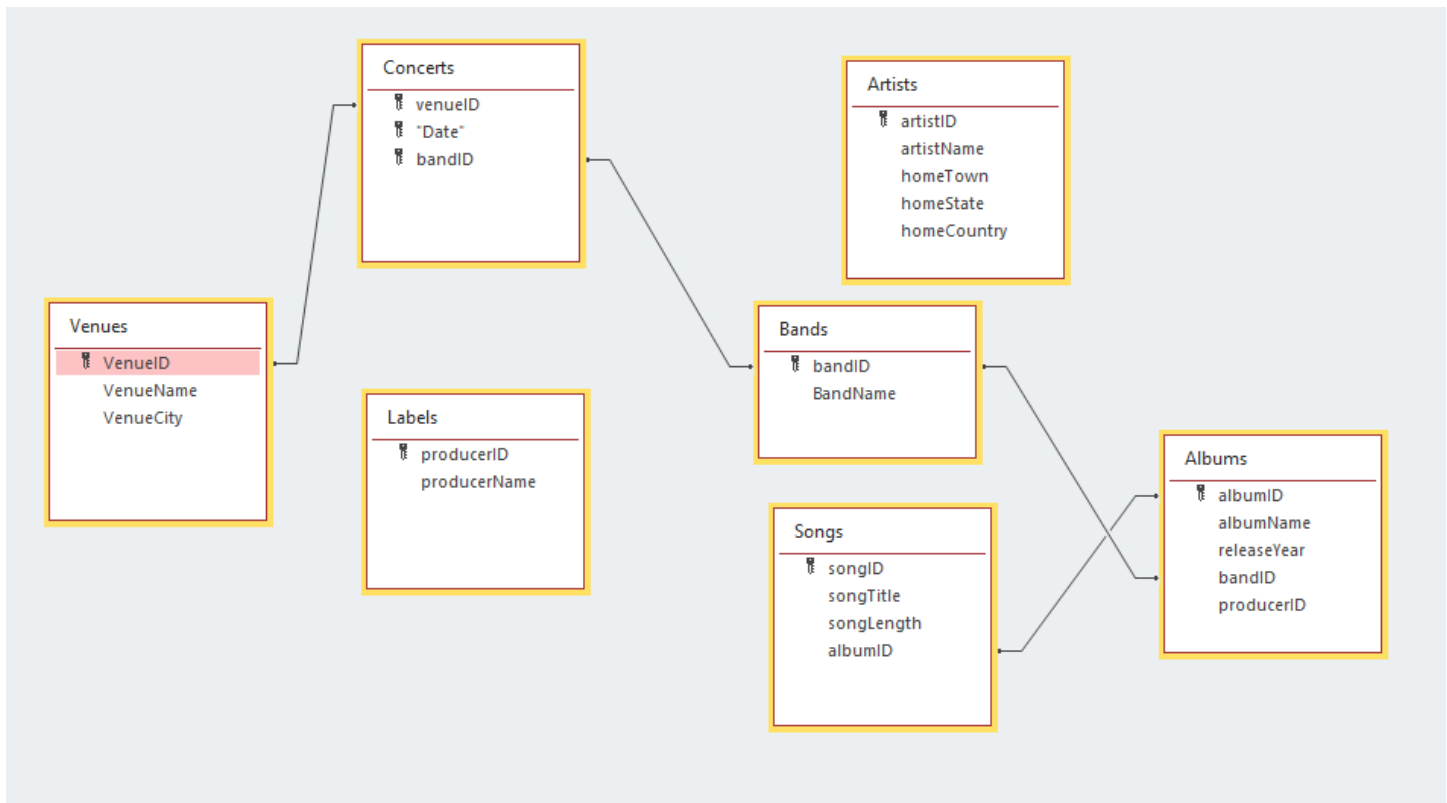 Concerts
venueID
"Date"
bandID
Artists
artistID
artistName
homeTown
homeState
homeCountry
Venues
VenueID
VenueName
VenueCity
Labels
producerID
producerName
Bands
bandID
BandName
Songs
songID
songTitle
songLength
albumID
Albums
albumID
albumName
releaseYear
bandID
producerID